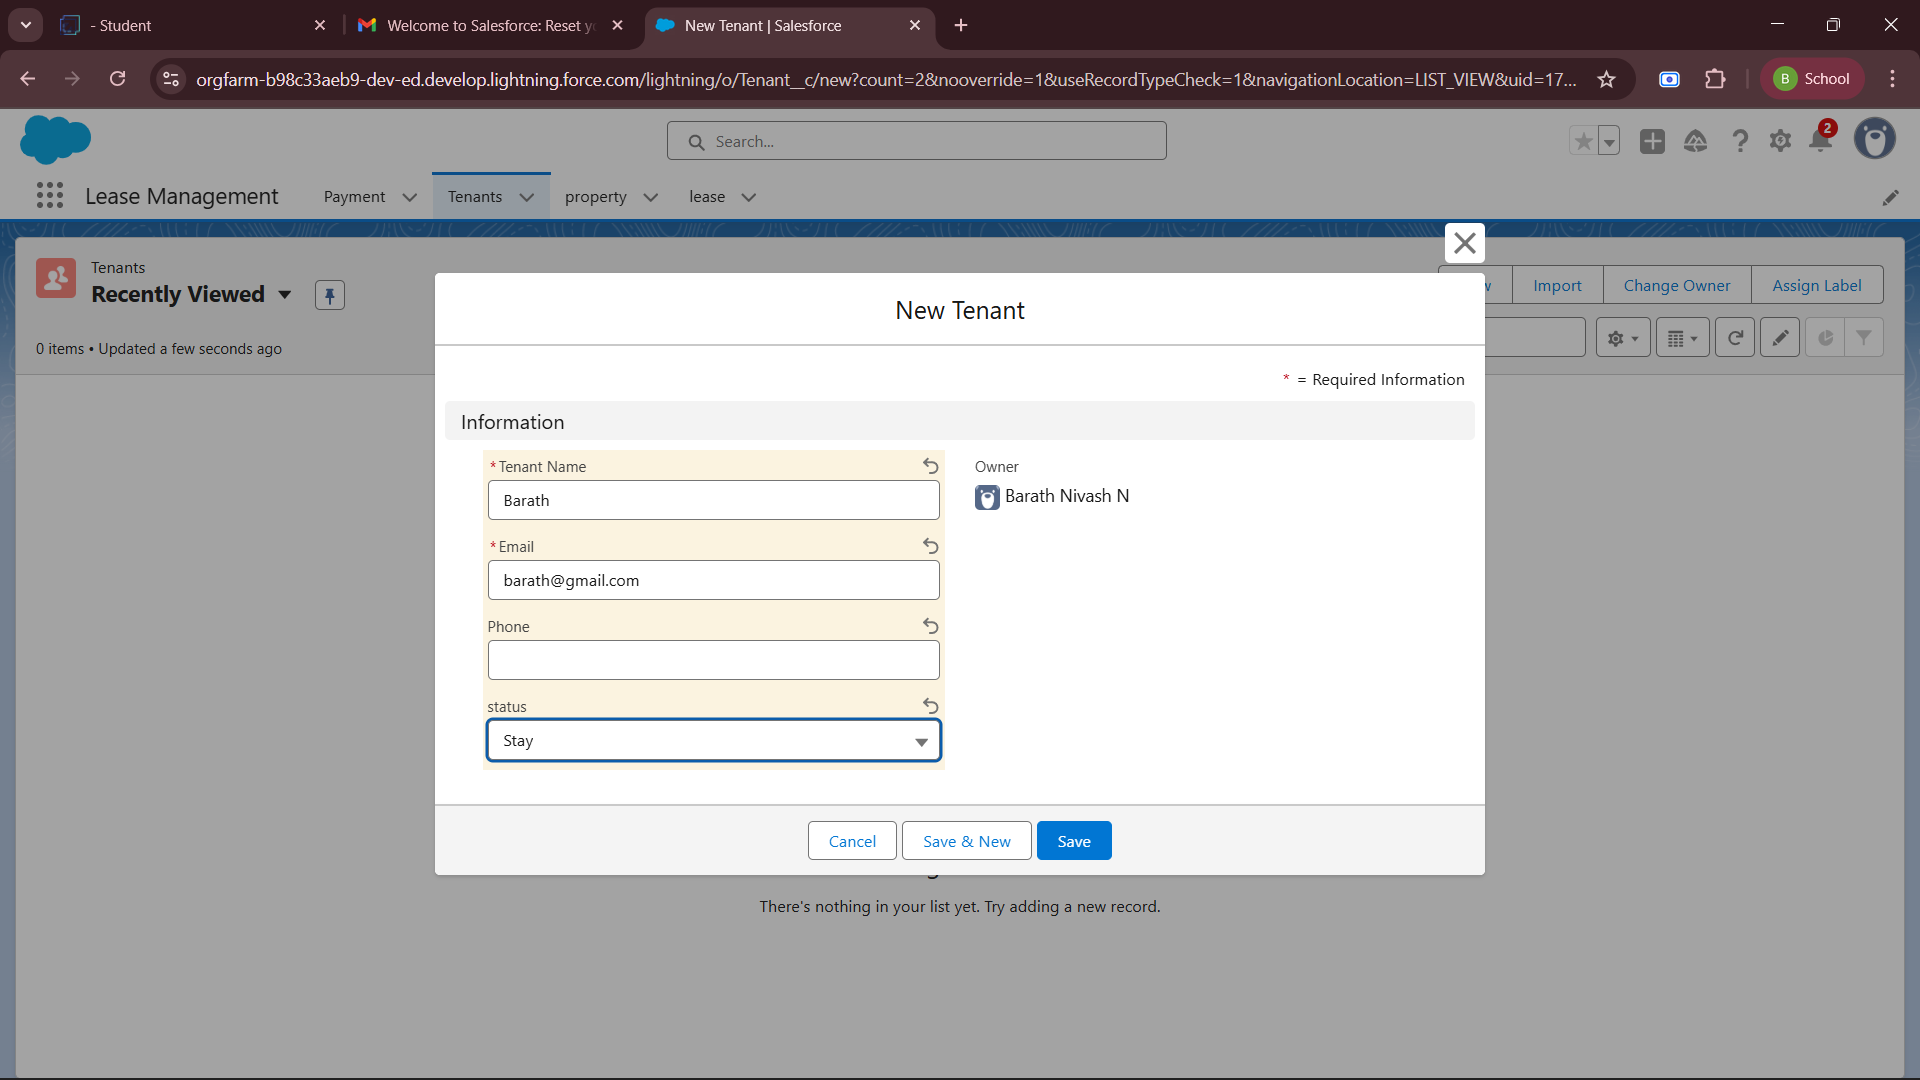 - Student
Welcome to Salesforce: Reset yo
New Tenant | Salesforce
orgfarm-b98c33aeb9-dev-ed.develop.lightning.force.com/lightning/o/Tenant__c/new?count=2&nooverride=1&useRecordTypeCheck=1&navigationLocation=LIST_VIEW&uid=17...
B School
Search...
2
Lease Management
Payment
Tenants
property
lease
Tenants
Recently Viewed
0 items • Updated a few seconds ago
Import
Change Owner
Assign Label
New Tenant
* = Required Information
Information
*Tenant Name
Barath
Owner
Barath Nivash N
*Email
barath@gmail.com
Phone
status
Stay
Cancel
Save & New
Save
There's nothing in your list yet. Try adding a new record.